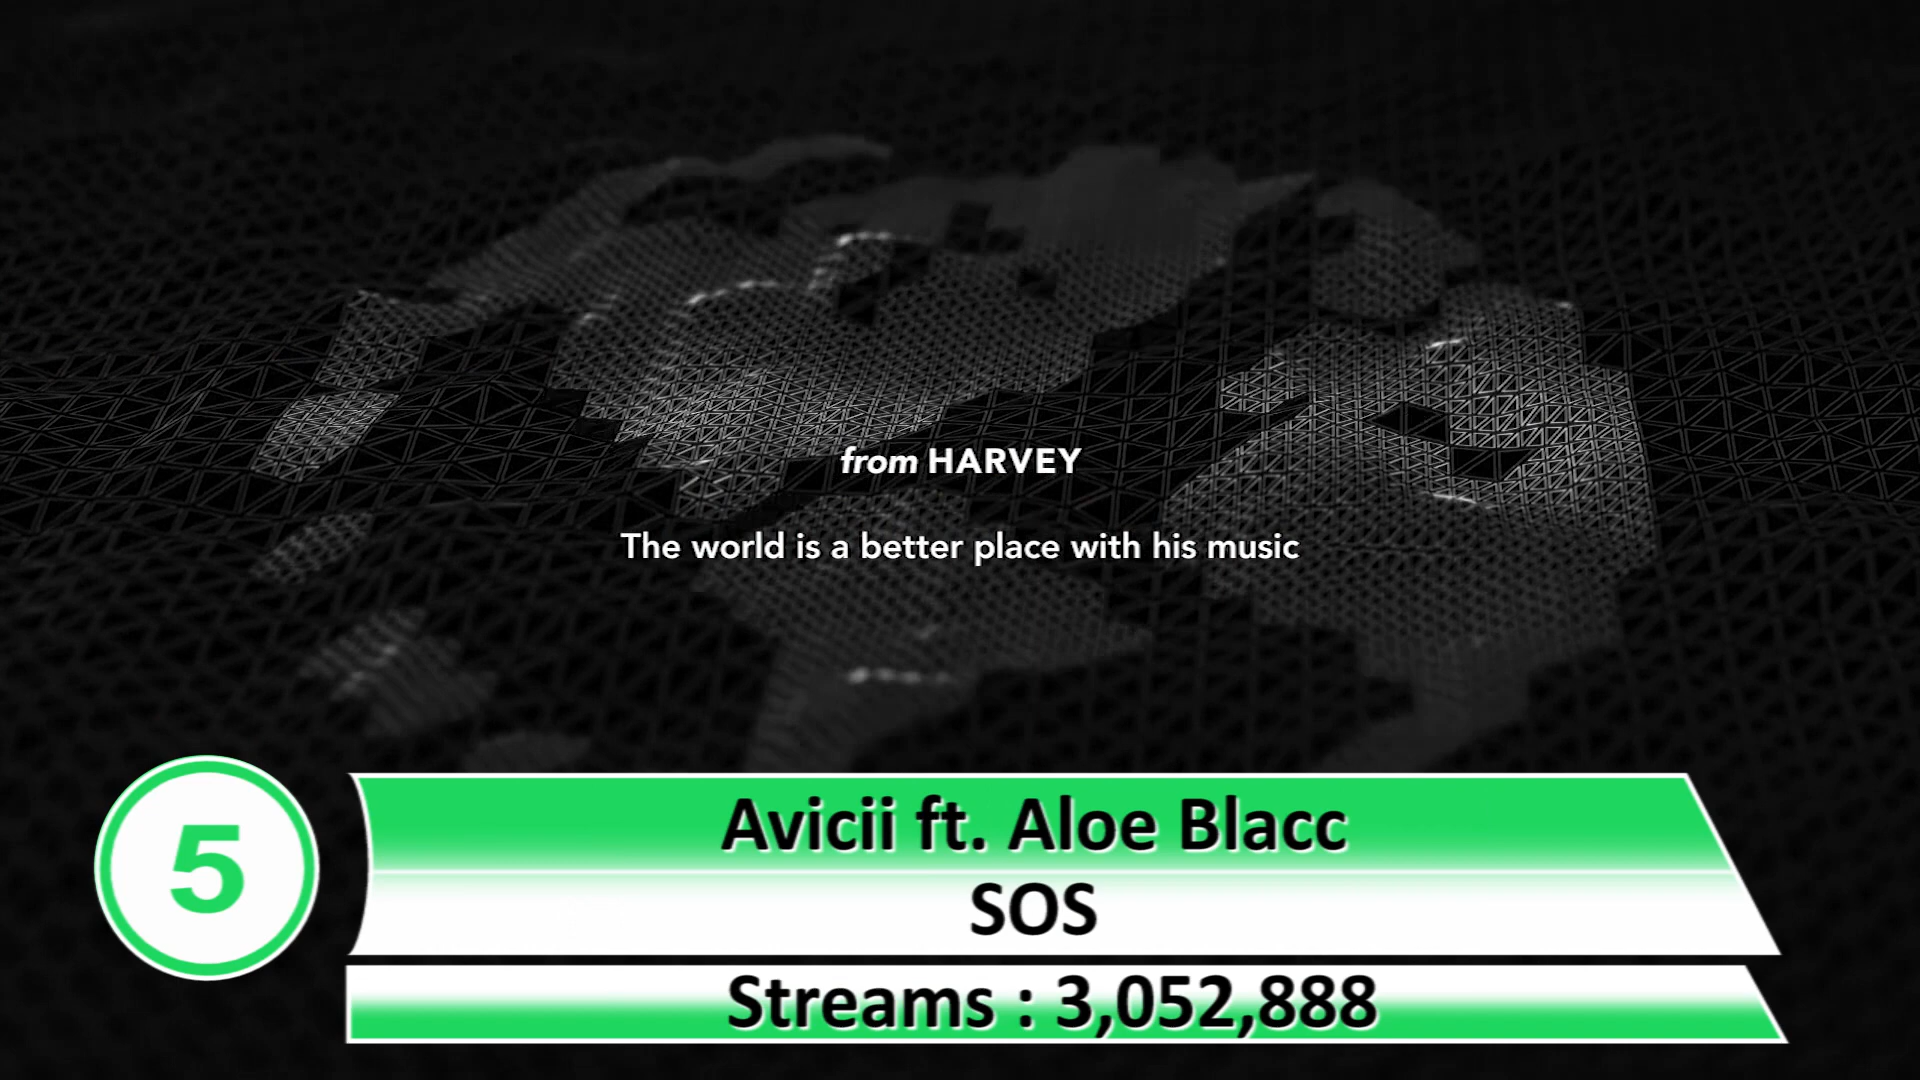 from HARVEY
The world is a better place with his music
5
Avicii ft. Aloe Blacc
SOS
Streams : 3,052,888